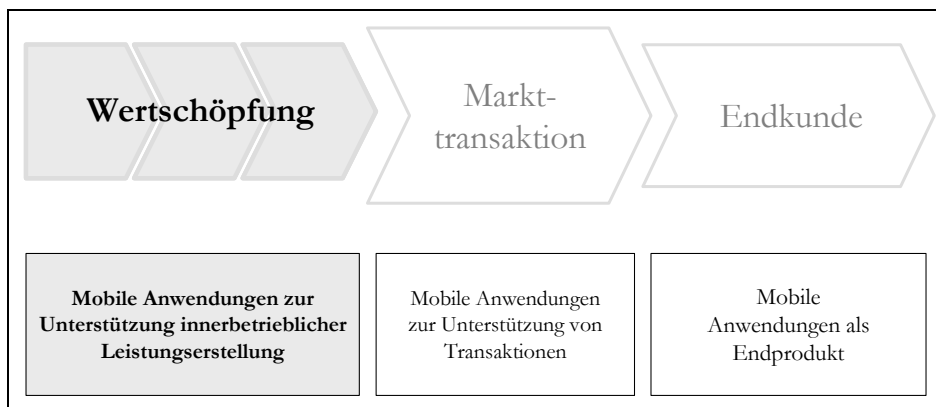 Wertschöpfung
Markt-
transaktion
Endkunde
Mobile Anwendungen zur
Unterstützung innerbetrieblicher
Leistungserstellung
Mobile Anwendungen
zur Unterstützung von
Transaktionen
Mobile
Anwendungen als
Endprodukt